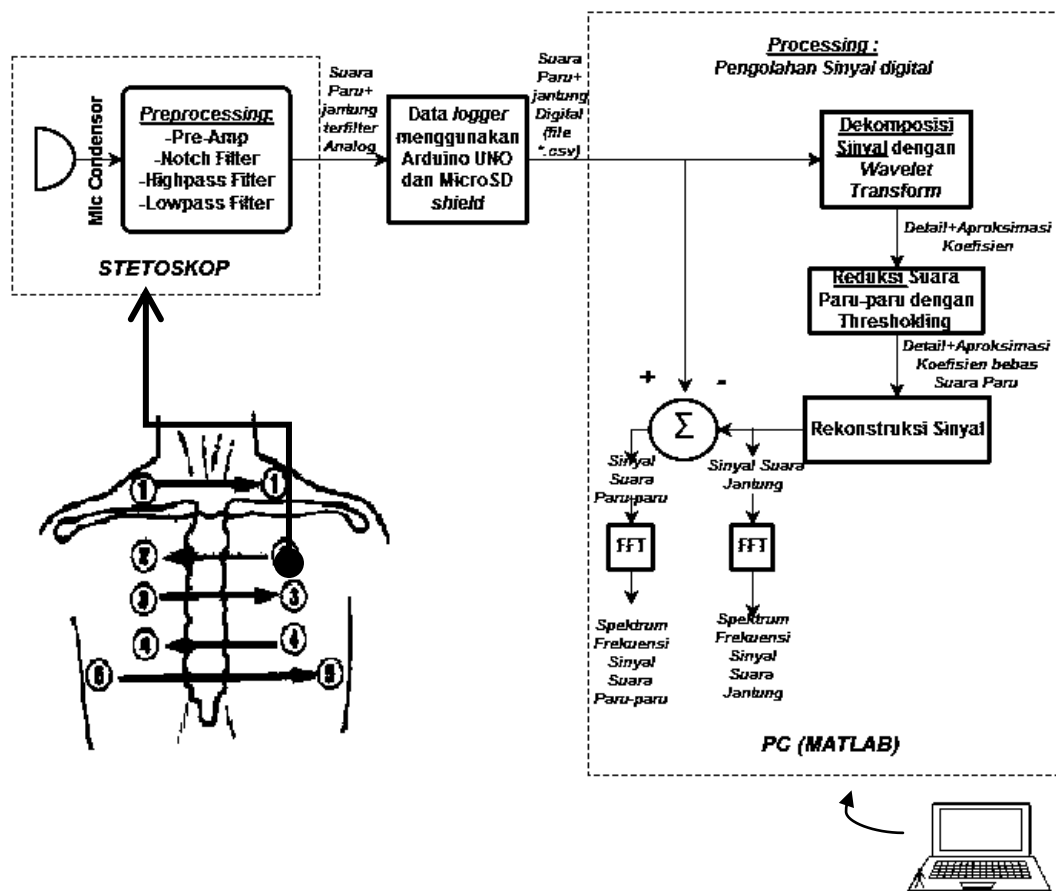 Mic Condensor
Preprocessing:
-Pre-Amp
-Notch Filter
-Highpass Filter
-Lowpass Filter
STETOSKOP
Suara
Paru+
jantung
terfilter
Analog
Data logger
menggunakan
Arduino UNO
dan MicroSD
shield
Suara
Paru+
jantung
Digital
(file
*.csv)
Processing :
Pengolahan Sinyal digital
Dekomposisi
Sinyal dengan
Wavelet
Transform
Detail+Aproksimasi
Koefisien
Reduksi Suara
Paru-paru dengan
Thresholding
Detail+Aproksimasi
Koefisien bebas
Suara Paru
Rekonstruksi Sinyal
+
-
Σ
Sinyal
Suara
Paru-paru
Sinyal Suara
Jantung
FFT
FFT
Spektrum
Frekuensi
Sinyal
Suara
Paru-paru
Spektrum
Frekuensi
Sinyal
Suara
Jantung
PC (MATLAB)
1
1
2
3
3
4
4